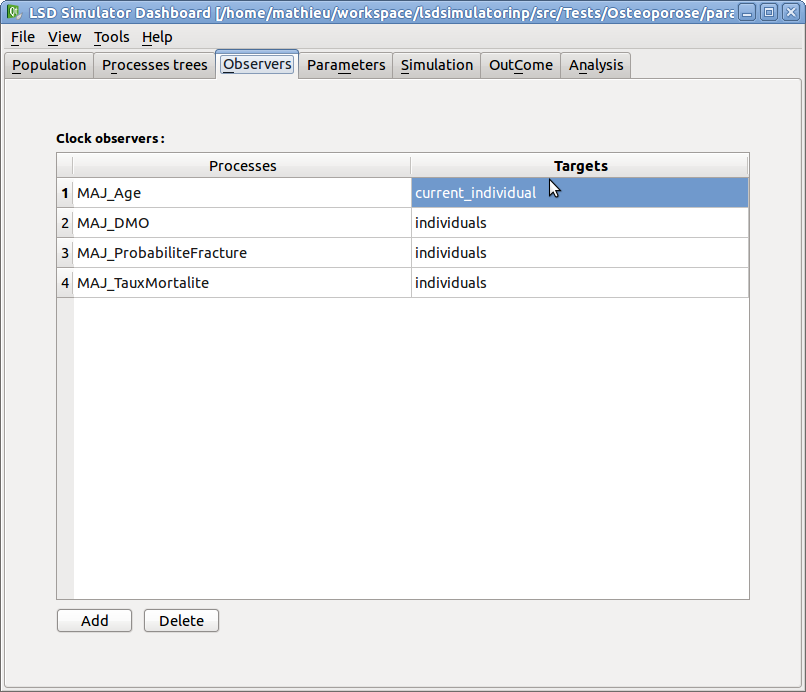 LSD Simulator Dashboard [/home/mathieu/workspace/lsdsimulatorinp/src/Tests/Osteoporose/para
File View Tools Help
Population Processes trees Observers Parameters Simulation OutCome Analysis
Clock observers :
Processes Targets
1 MAJ_Age current_individual
2 MAJ_DMO individuals
3 MAJ_ProbabiliteFracture individuals
4 MAJ_TauxMortalite individuals
Add Delete